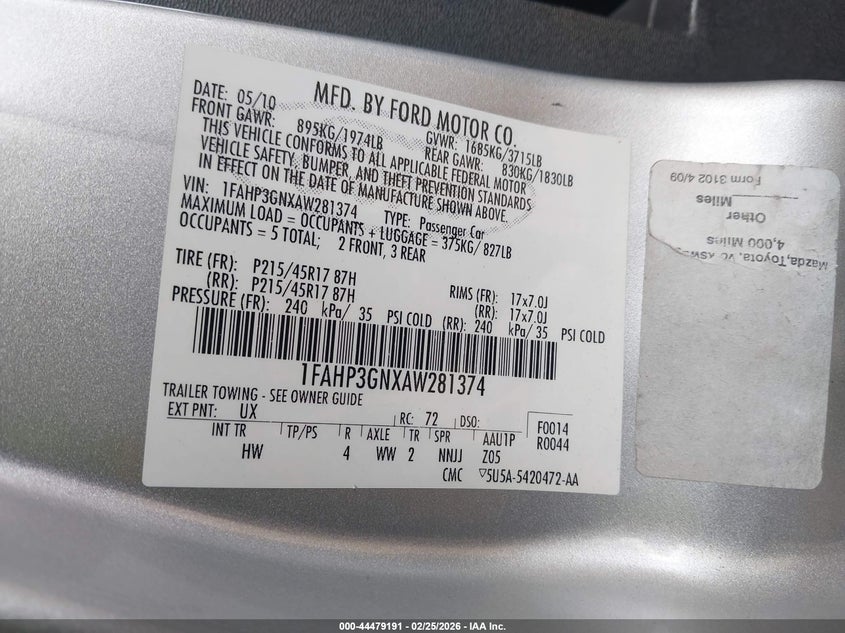 DATE: 05/10
MFD. BY FORD MOTOR CO.
FRONT GAWR: 895KG/1974LB
GVWR: 1685KG/3715LB
REAR GAWR: 830KG/1830LB
THIS VEHICLE CONFORMS TO ALL APPLICABLE FEDERAL MOTOR
VEHICLE SAFETY, BUMPER, AND THEFT PREVENTION STANDARDS
IN EFFECT ON THE DATE OF MANUFACTURE SHOWN ABOVE.
VIN: 1FAHP3GNXAW281374 TYPE: Passenger Car
MAXIMUM LOAD = OCCUPANTS + LUGGAGE = 375KG/ 827LB
OCCUPANTS = 5 TOTAL; 2 FRONT, 3 REAR
TIRE (FR): P215/45R17 87H RIMS (FR): 17x7.0J
(RR): P215/45R17 87H (RR): 17x7.0J
PRESSURE (FR): 240 kPa/ 35 PSI COLD (RR): 240 kPa/ 35 PSI COLD
1FAHP3GNXAW281374
TRAILER TOWING - SEE OWNER GUIDE
EXT PNT: UX RC: 72 DSO: F0014
R0044
INT TR TP/PS R AXLE TR SPR AAU1P
HW 4 WW 2 NNJJ Z05
CMC ▽5U5A-5420472-AA
Mazda, Toyota,
4,000 Miles
Other
Miles
Form 3102 4/09
000-44479191 - 02/25/2026 - IAA Inc.